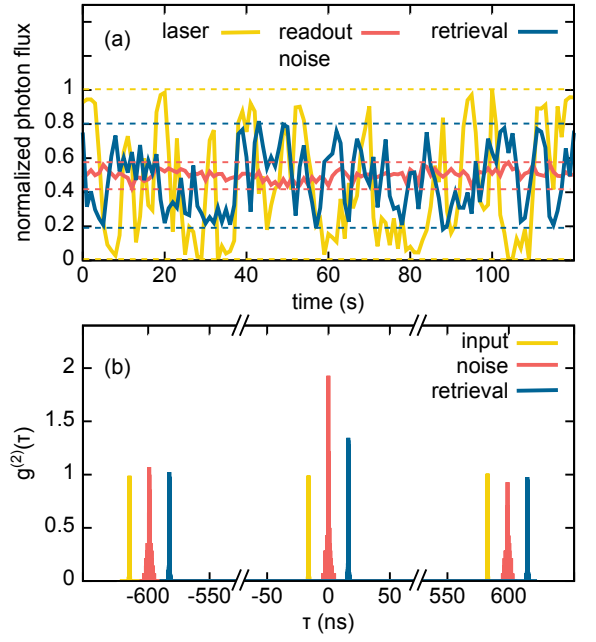 (a)
laser
readout
noise
retrieval
normalized photon flux
1
0.8
0.6
0.4
0.2
0
0 20 40 60 80 100
time (s)
(b)
input
noise
retrieval
g(2)(τ)
2
1.5
1
0.5
0
-600 -550 -50 0 50 550 600
τ (ns)